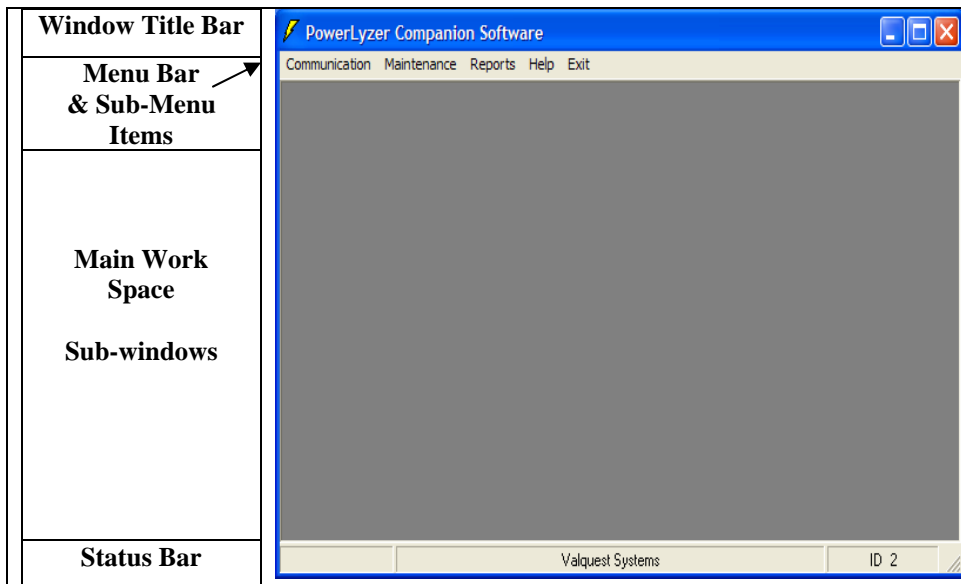 Window Title Bar
PowerLyzer Companion Software
Menu Bar
& Sub-Menu
Items
Communication Maintenance Reports Help Exit
Main Work
Space
Sub-windows
Status Bar
Valquest Systems
ID 2